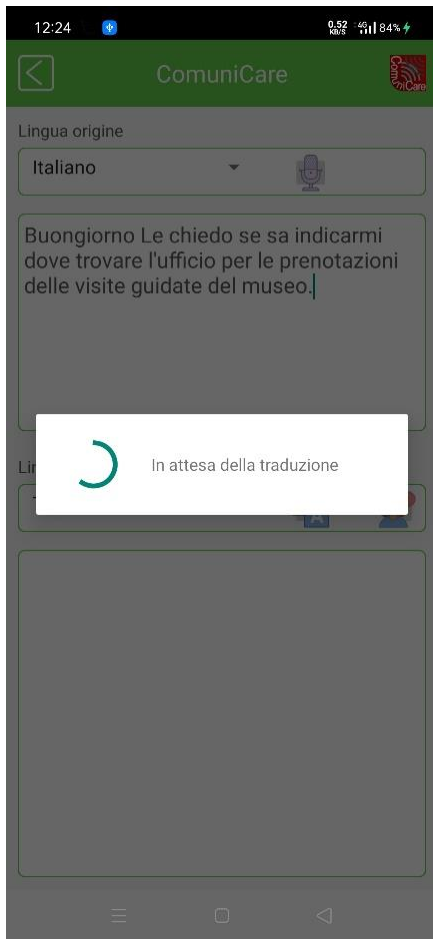 12:24
0.52 KB/S 4G 84%
ComuniCare
ComuniCare
Lingua origine
Italiano
Buongiorno Le chiedo se sa indicarmi
dove trovare l'ufficio per le prenotazioni
delle visite guidate del museo.
In attesa della traduzione
A